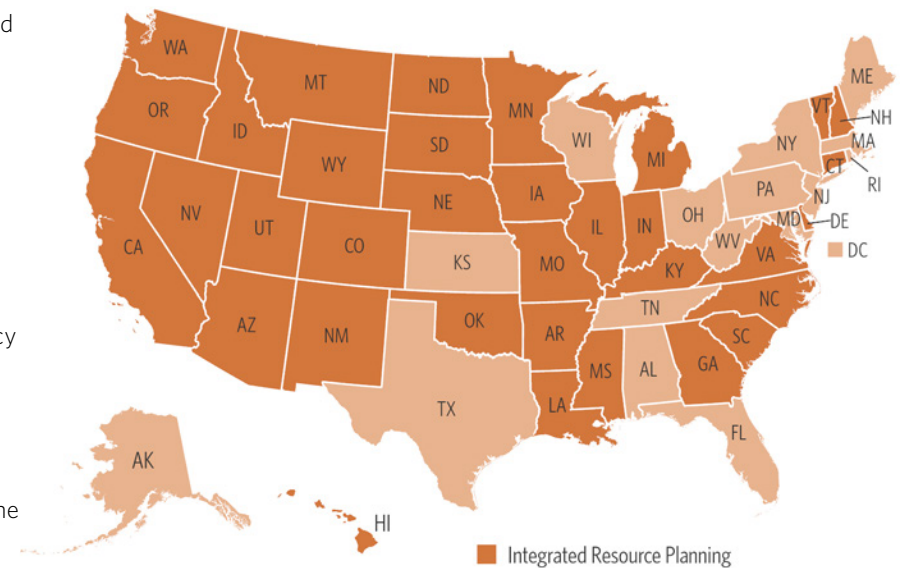 d
WA
MT
ND
MN
ME
VT
NH
OR
ID
SD
WI
NY
MA
WY
MI
CT
RI
PA
NJ
NE
IA
NV
UT
CO
IL
IN
OH
MD
DE
WV
VA
DC
CA
KS
MO
KY
NC
TN
AZ
NM
OK
AR
SC
cy
MS
AL
GA
TX
LA
FL
AK
ne
HI
Integrated Resource Planning